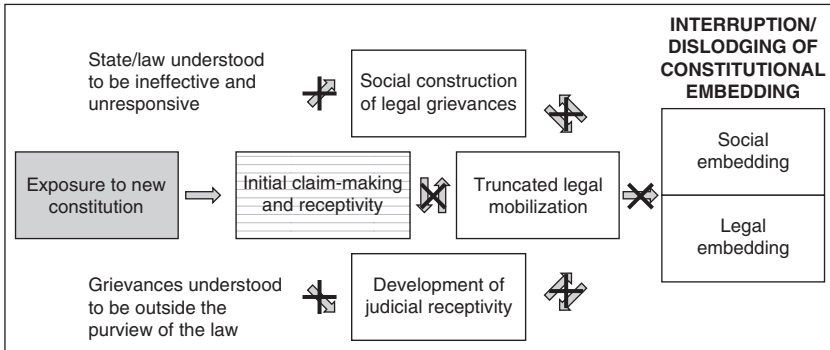 State/law understood
to be ineffective and
unresponsive
Social construction
of legal grievances
INTERRUPTION/
DISLODGING OF
CONSTITUTIONAL
EMBEDDING
Exposure to new
constitution
Initial claim-making
and receptivity
Truncated legal
mobilization
Social
embedding
Legal
embedding
Grievances understood
to be outside the
purview of the law
Development of
judicial receptivity